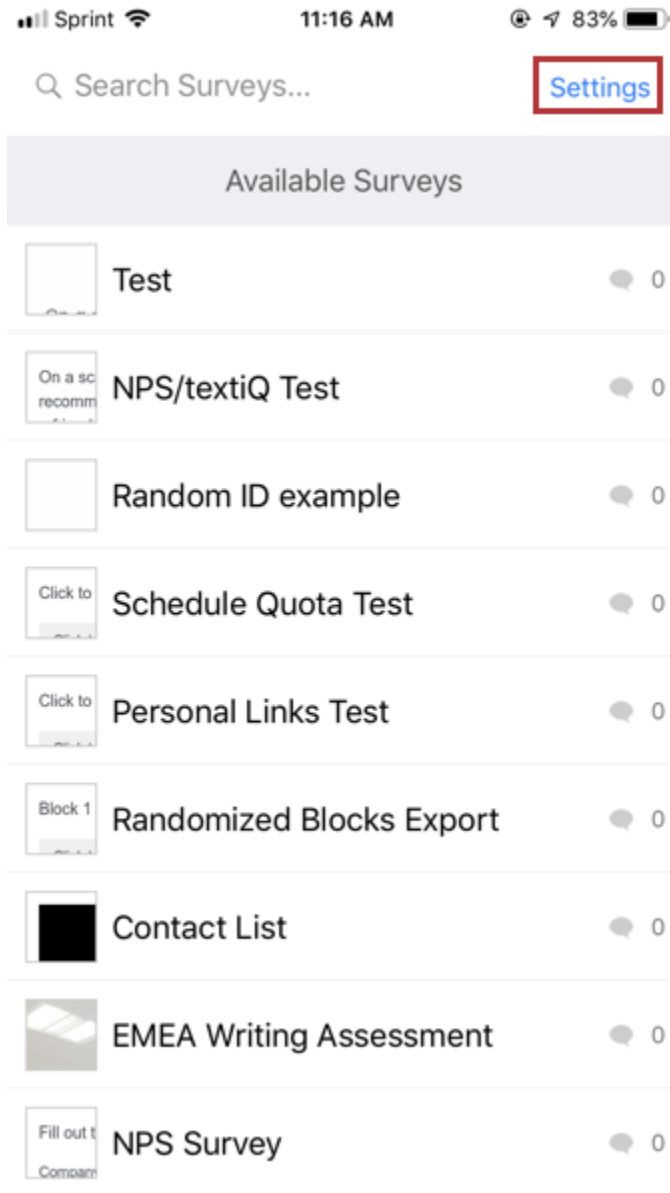 Sprint 11:16 AM 83%
Search Surveys... Settings
Available Surveys
Test 0
On a sc
recomm
NPS/textiQ Test 0
Random ID example 0
Click to
Schedule Quota Test 0
Click to
Personal Links Test 0
Block 1
Randomized Blocks Export 0
Contact List 0
EMEA Writing Assessment 0
Fill out t
Company
NPS Survey 0